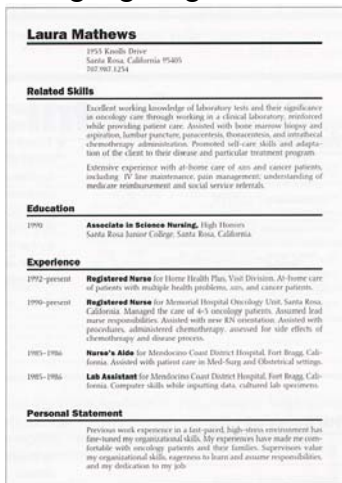 Laura Mathews
1955 Knolls Drive
Santa Rosa, California 95405
707.987.1254
Related Skills
Excellent working knowledge of laboratory tests and their significance
in oncology care through working in a clinical laboratory, reinforced
while providing patient care. Assisted with bone marrow biopsy and
aspiration, lumbar puncture, paracentesis, thoracentesis, and intrathecal
chemotherapy administration. Promoted self-care skills and adapta-
tion of the client to their disease and particular treatment program.
Extensive experience with at-home care of AIDS and cancer patients,
including IV line maintenance, pain management; understanding of
medicare reimbursement and social service referrals.
Education
1990 Associate in Science Nursing, High Honors
Santa Rosa Junior College, Santa Rosa, California.
Experience
1992–present Registered Nurse for Home Health Plan, Visit Division. At-home care
of patients with multiple health problems, AIDS, and cancer patients.
1990–present Registered Nurse for Memorial Hospital Oncology Unit, Santa Rosa,
California. Managed the care of 4-5 oncology patients. Assumed lead
nurse responsibilities. Assisted with new RN orientation. Assisted with
procedures, administered chemotherapy, assessed for side effects of
chemotherapy and disease process.
1985–1986 Nurse's Aide for Mendocino Coast District Hospital, Fort Bragg, Cali-
fornia. Assisted with patient care in Med-Surg and Obstetrical settings.
1985–1986 Lab Assistant for Mendocino Coast District Hospital, Fort Bragg, Cali-
fornia. Computer skills while inputting data, cultured lab specimens.
Personal Statement
Previous work experience in a fast-paced, high-stress environment has
fine-tuned my organizational skills. My experiences have made me com-
fortable with oncology patients and their families. Supervisors value
my organizational skills, eagerness to learn and assume responsibilities,
and my dedication to my job.